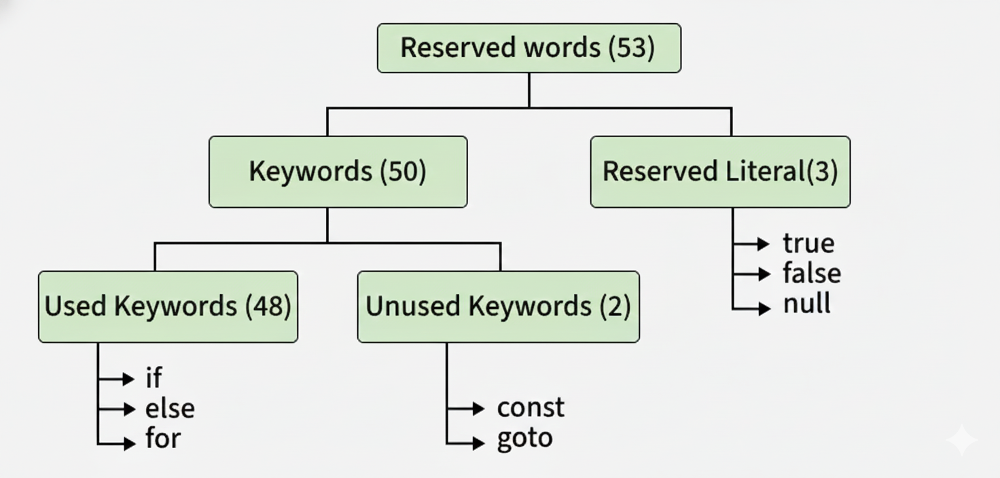 Reserved words (53)
Keywords (50)
Reserved Literal(3)
true
false
null
Used Keywords (48)
Unused Keywords (2)
if
else
for
const
goto